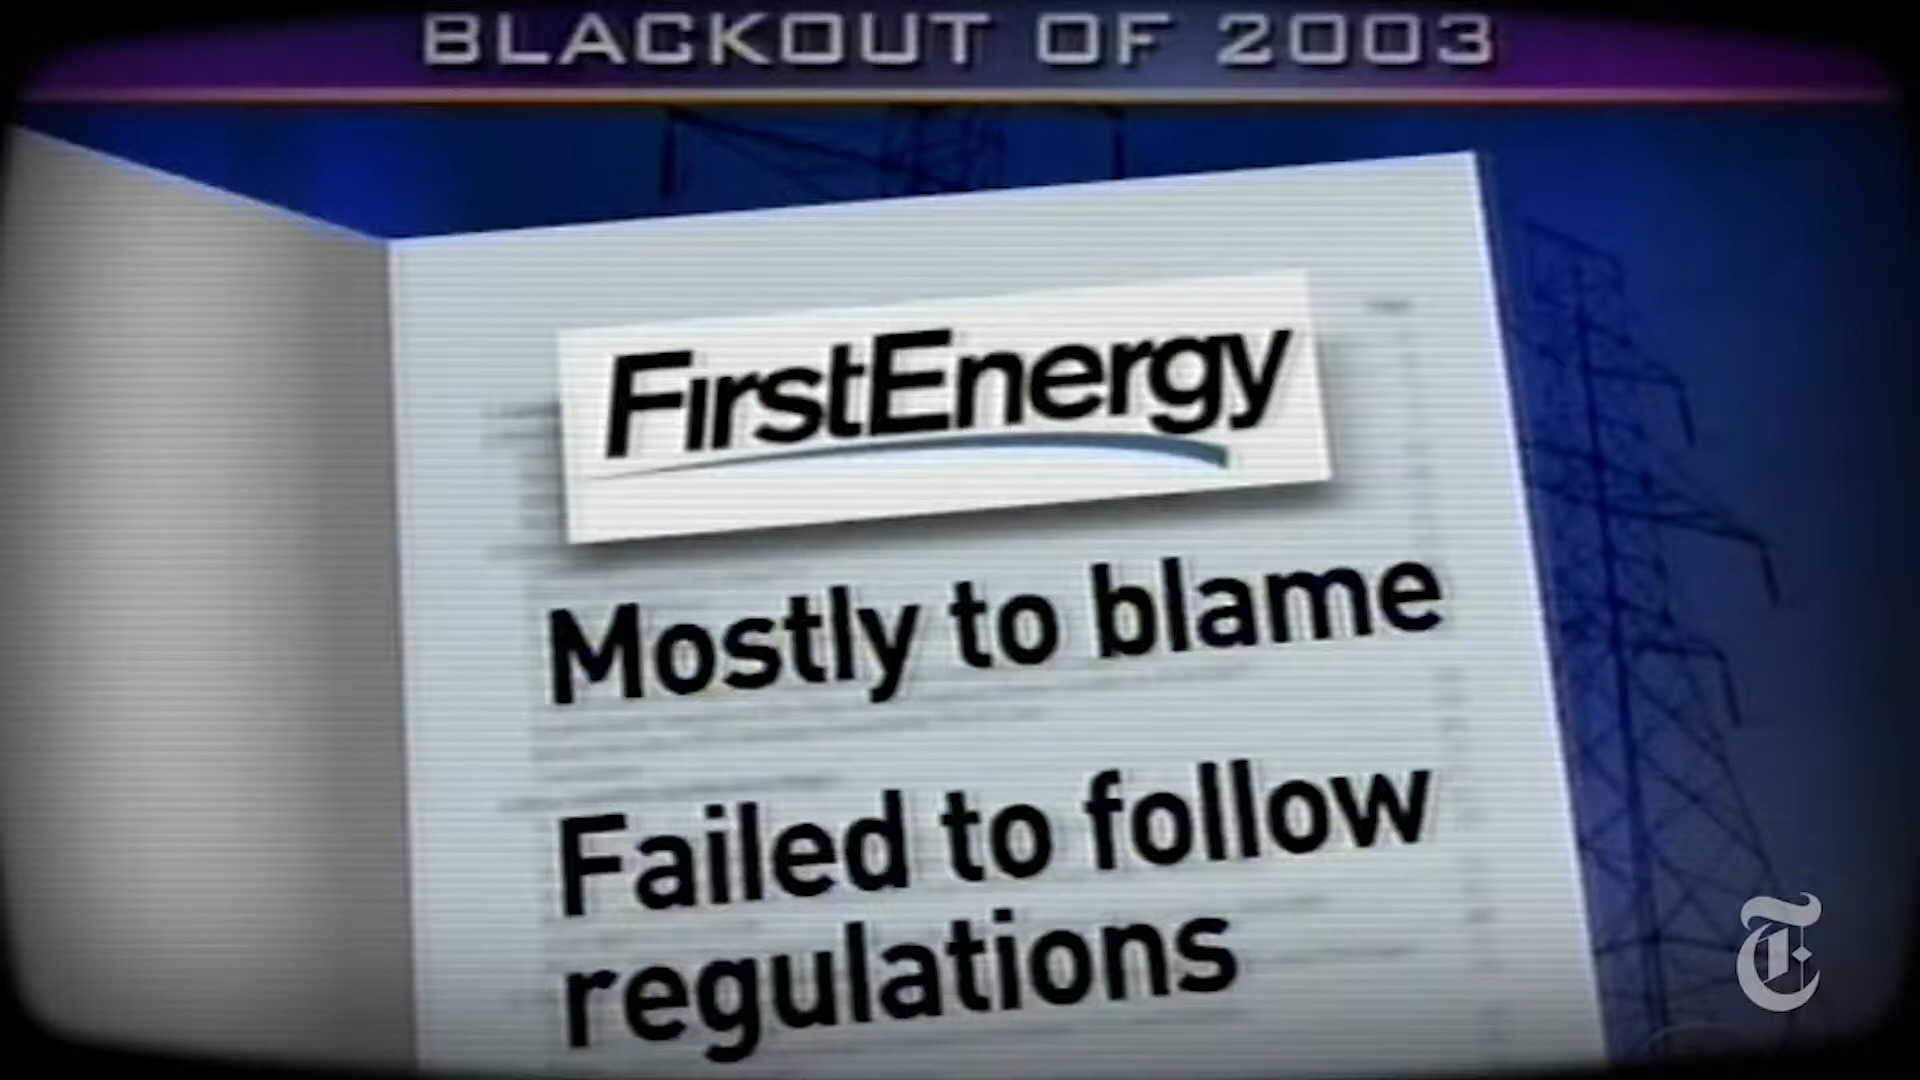 BLACKOUT OF 2003
FirstEnergy
Mostly to blame
Failed to follow
regulations
T